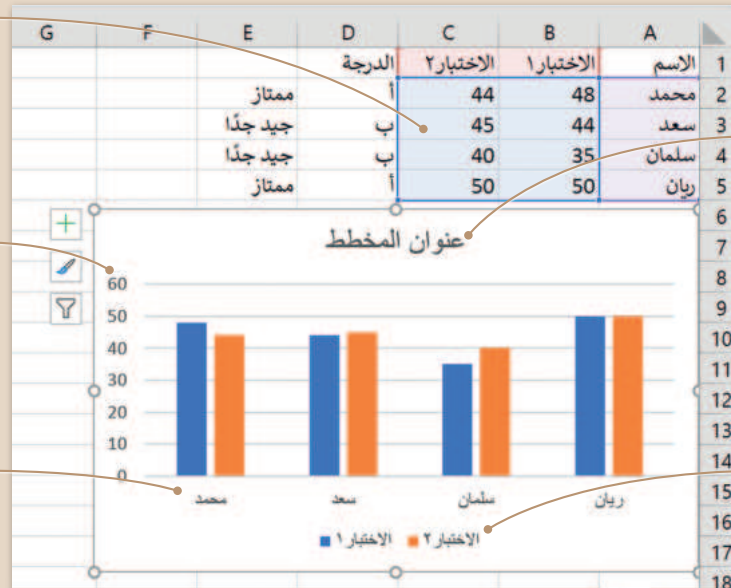 A B C D E F G
1 الاسم الاختبار١ الاختبار٢ الدرجة
2 محمد 48 44 أ ممتاز
3 سعد 44 45 ب جيد جدًا
4 سلمان 35 40 ب جيد جدًا
5 ريان 50 50 أ ممتاز
6
7
8
9
10
11
12
13
14
15
16
17
18
عنوان المخطط
60
50
40
30
20
10
0
محمد سعد سلمان ريان
الاختبار١ الاختبار٢